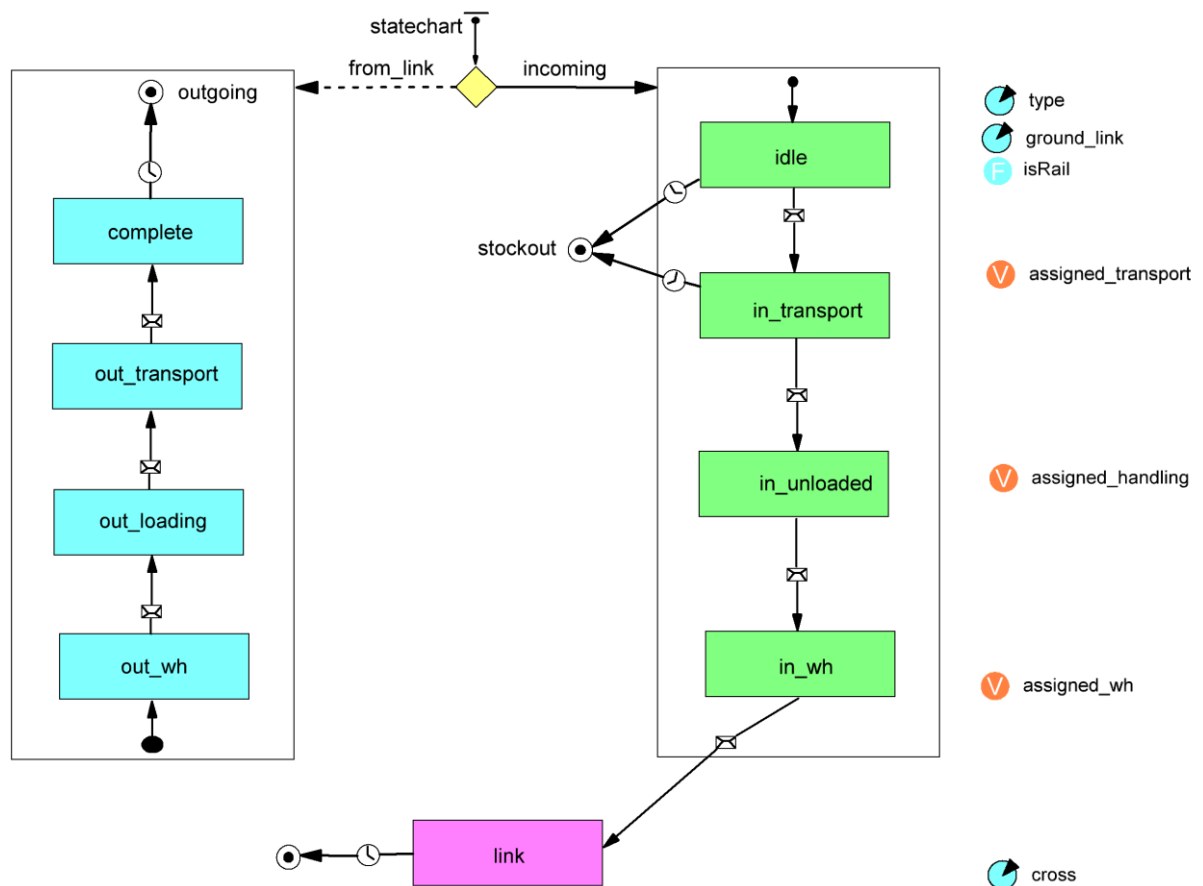 statechart
from_link
incoming
outgoing
type
ground_link
F isRail
idle
complete
stockout
V assigned_transport
in_transport
out_transport
in_unloaded
V assigned_handling
out_loading
out_wh
in_wh
V assigned_wh
link
cross